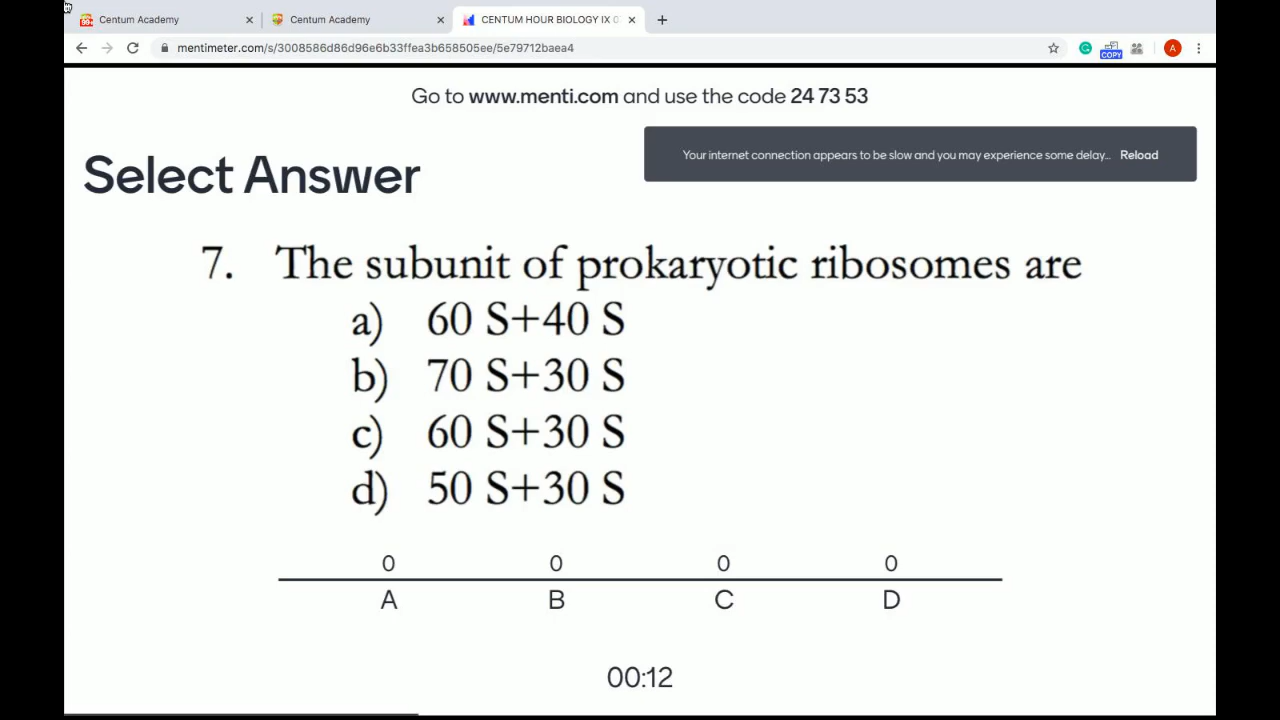 99+ Centum Academy
Centum Academy
CENTUM HOUR BIOLOGY IX
mentimeter.com/s/3008586d86d96e6b33ffea3b658505ee/5e79712baea4
COPY
A
Go to www.menti.com and use the code 24 73 53
Your internet connection appears to be slow and you may experience some delay... Reload
Select Answer
7. The subunit of prokaryotic ribosomes are
a) 60 S+40 S
b) 70 S+30 S
c) 60 S+30 S
d) 50 S+30 S
0 0 0 0
A B C D
00:12